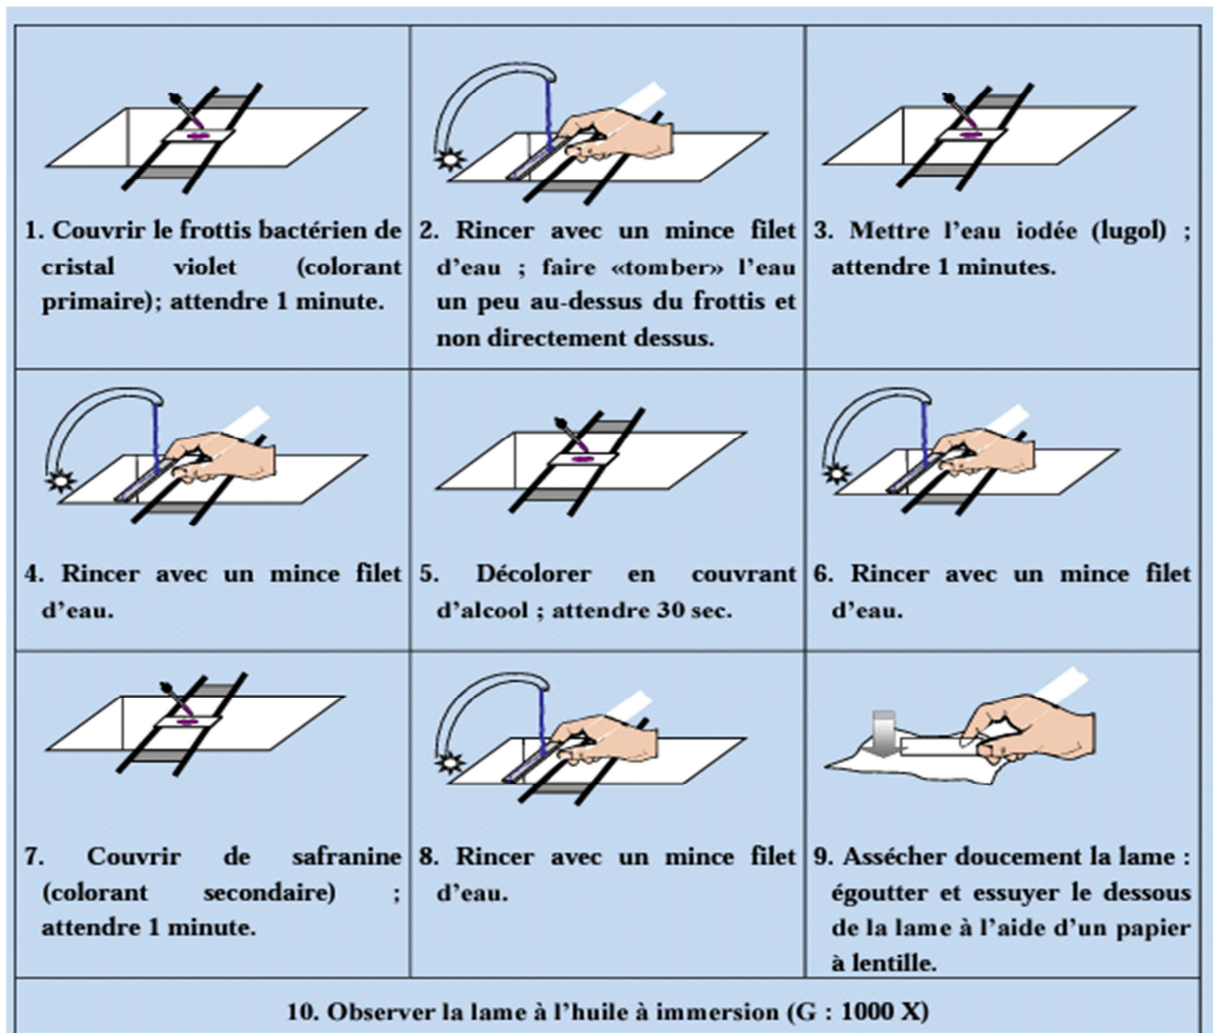 1. Couvrir le frottis bactérien de
cristal violet (colorant
primaire); attendre 1 minute.
2. Rincer avec un mince filet
d'eau ; faire «tomber» l'eau
un peu au-dessus du frottis et
non directement dessus.
3. Mettre l'eau iodée (lugol) ;
attendre 1 minutes.
4. Rincer avec un mince filet
d'eau.
5. Décolorer en couvrant
d'alcool ; attendre 30 sec.
6. Rincer avec un mince filet
d'eau.
7. Couvrir de safranine
(colorant secondaire) ;
attendre 1 minute.
8. Rincer avec un mince filet
d'eau.
9. Assécher doucement la lame :
égoutter et essuyer le dessous
de la lame à l'aide d'un papier
à lentille.
10. Observer la lame à l'huile à immersion (G : 1000 X)